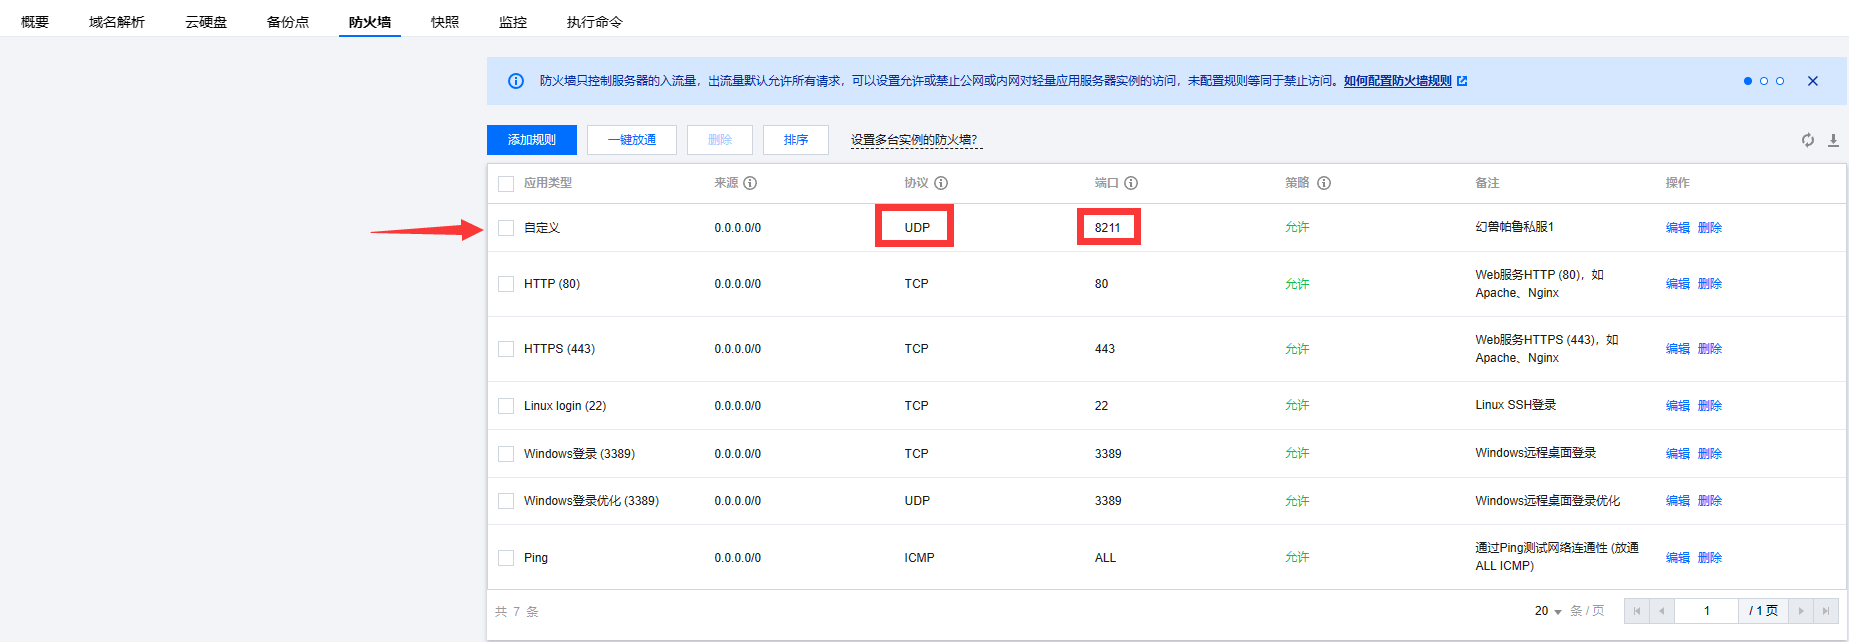 概要 域名解析 云硬盘 备份点 防火墙 快照 监控 执行命令
防火墙只控制服务器的入流量，出流量默认允许所有请求，可以设置允许或禁止公网或内网对轻量应用服务器实例的访问，未配置规则等同于禁止访问。如何配置防火墙规则
添加规则 一键放通 删除 排序 设置多台实例的防火墙?
应用类型 来源 协议 端口 策略 备注 操作
自定义 0.0.0.0/0 UDP 8211 允许 幻兽帕鲁私服1 编辑 删除
HTTP (80) 0.0.0.0/0 TCP 80 允许 Web服务HTTP (80)，如
Apache、Nginx 编辑 删除
HTTPS (443) 0.0.0.0/0 TCP 443 允许 Web服务HTTPS (443)，如
Apache、Nginx 编辑 删除
Linux login (22) 0.0.0.0/0 TCP 22 允许 Linux SSH登录 编辑 删除
Windows登录 (3389) 0.0.0.0/0 TCP 3389 允许 Windows远程桌面登录 编辑 删除
Windows登录优化 (3389) 0.0.0.0/0 UDP 3389 允许 Windows远程桌面登录优化 编辑 删除
Ping 0.0.0.0/0 ICMP ALL 允许 通过Ping测试网络连通性 (放通
ALL ICMP) 编辑 删除
共 7 条 20 条 / 页 1 / 1 页